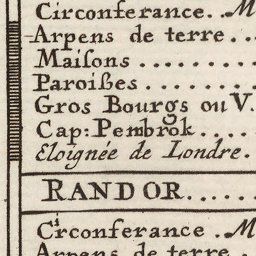 Circonferance..M
Arpens de terre...
Maisons..........
Paroisses........
Gros Bourgs ou V.
Cap: Pembrok.....
Eloignée de Londre.
RANDOR.....
Circonferance.M
Arpens de terre...